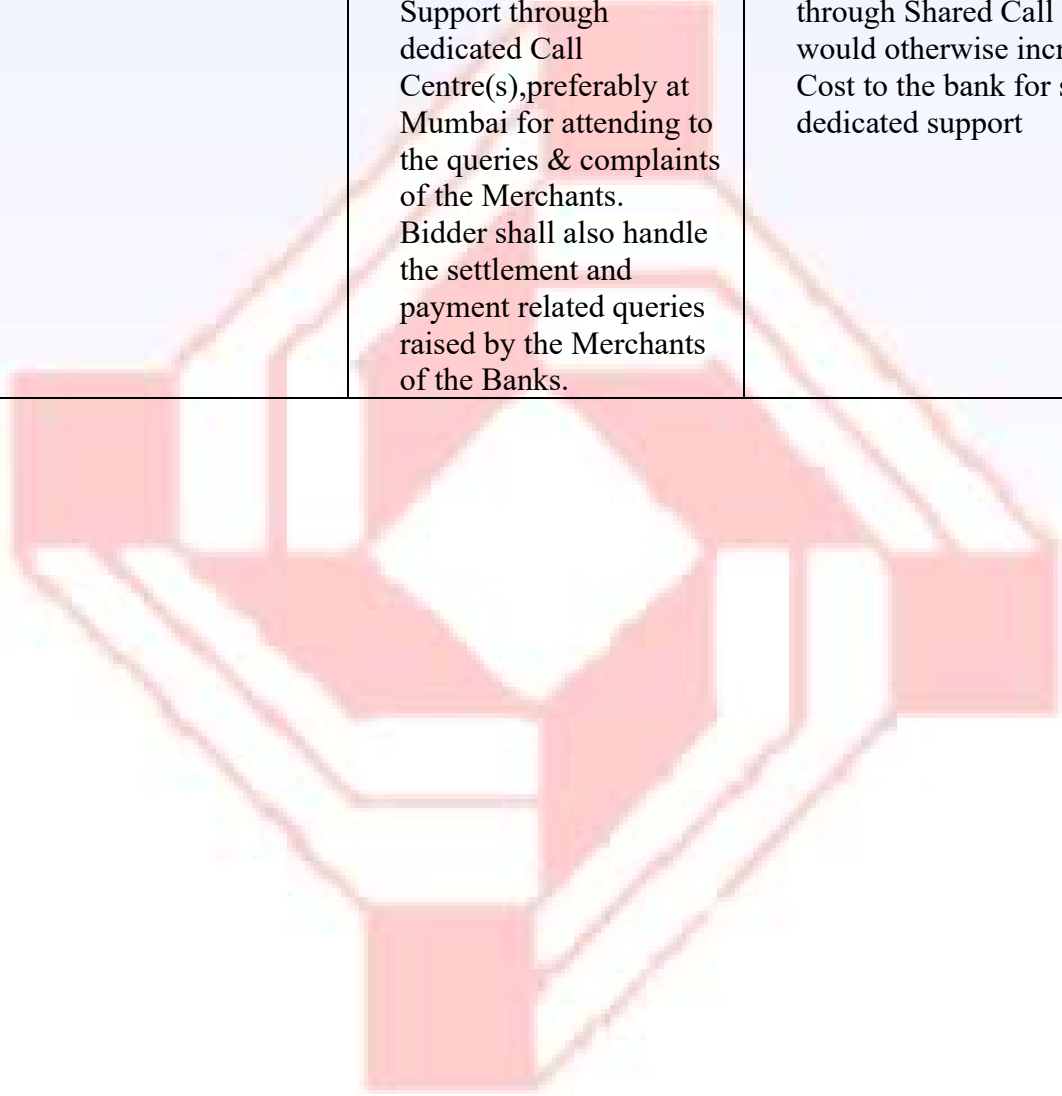 Support through
dedicated Call
Centre(s),preferably at
Mumbai for attending to
the queries & complaints
of the Merchants.
Bidder shall also handle
the settlement and
payment related queries
raised by the Merchants
of the Banks.
through Shared Call
would otherwise
Cost to the bank for
dedicated support